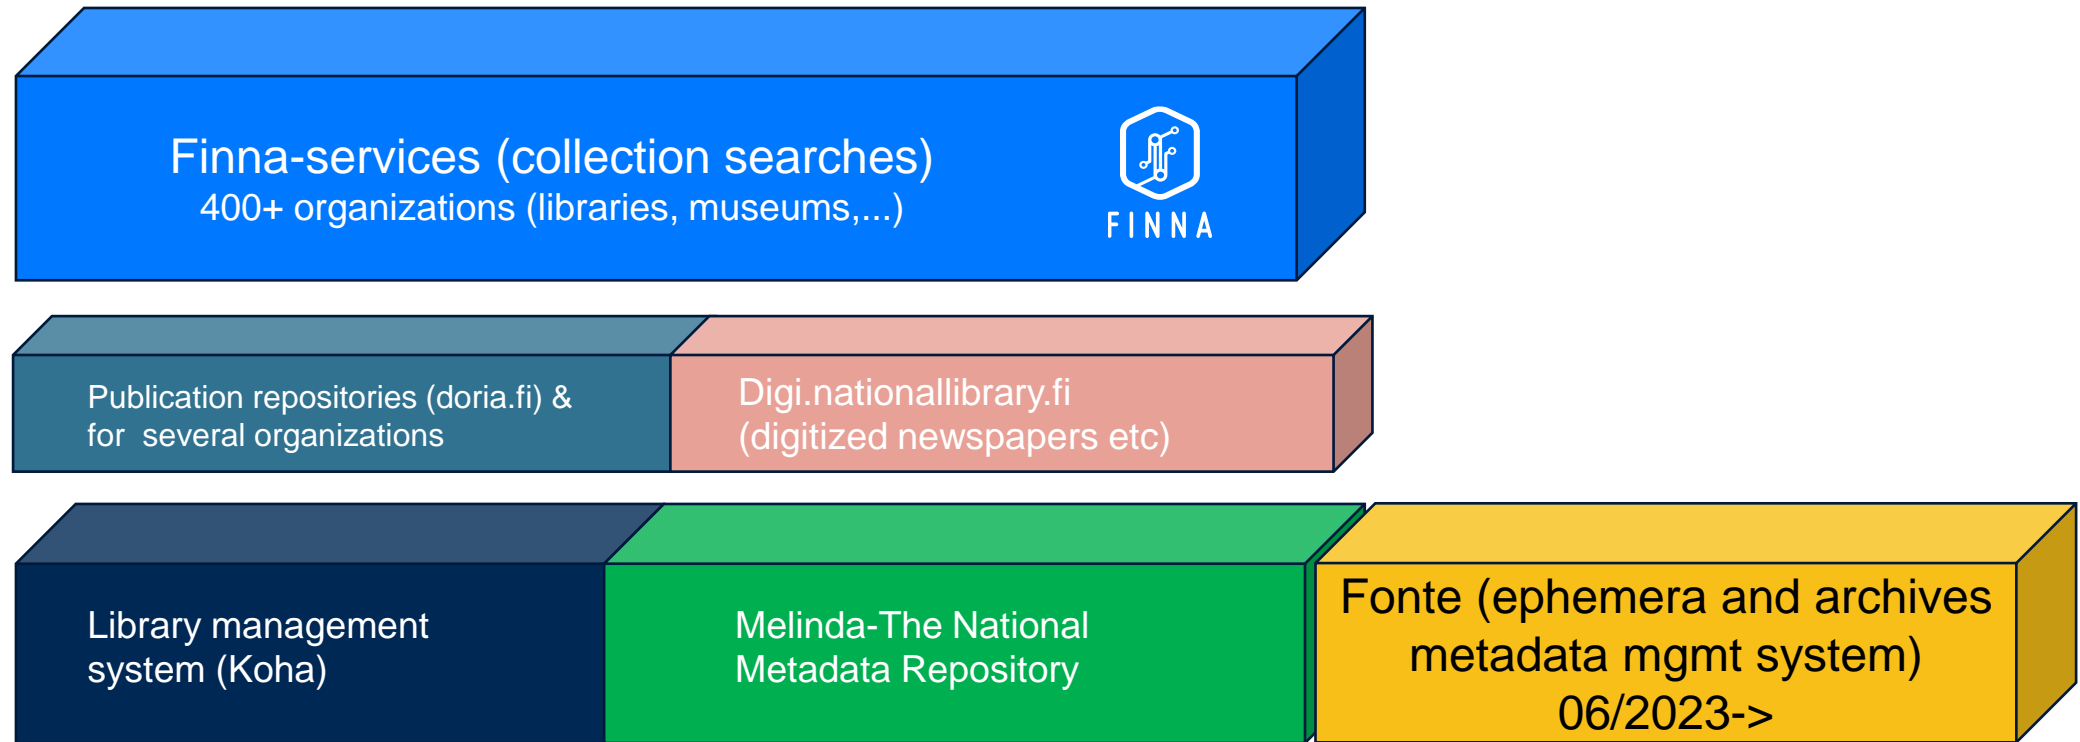 Finna-services (collection searches)
400+ organizations (libraries, museums,...)
FINNA
Publication repositories (doria.fi) &
for  several organizations
Digi.nationallibrary.fi
(digitized newspapers etc)
Library management
system (Koha)
Melinda-The National
Metadata Repository
Fonte (ephemera and archives
metadata mgmt system)
06/2023->